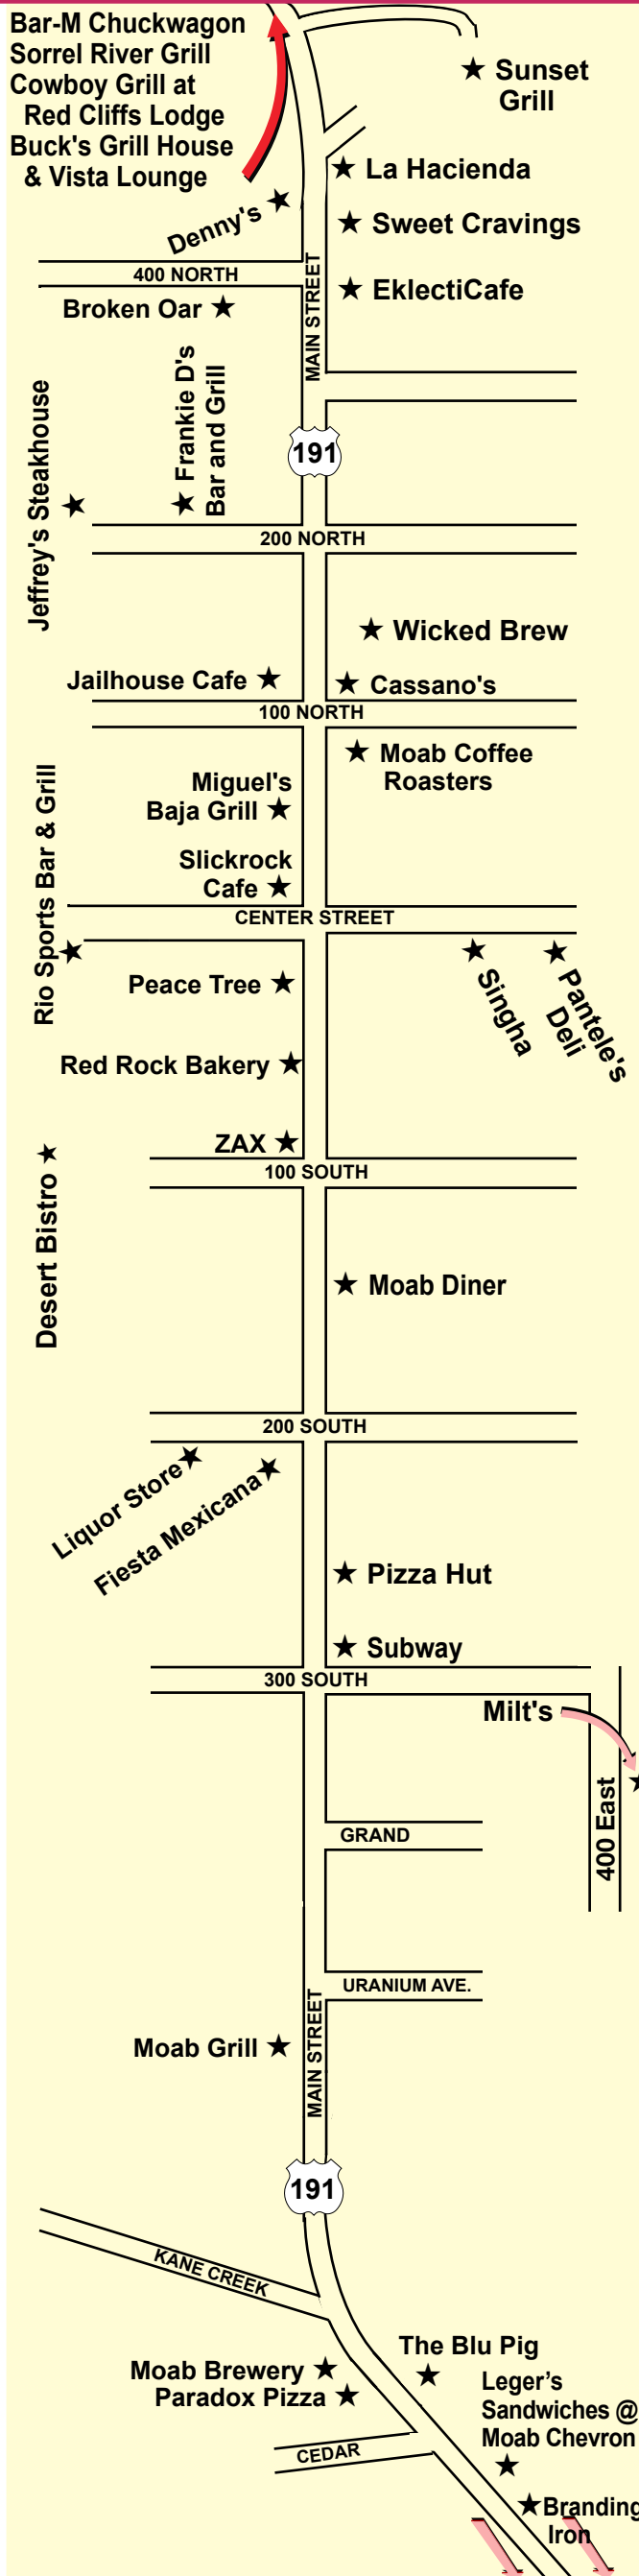 Bar-M Chuckwagon
Sorrel River Grill
Cowboy Grill at
Red Cliffs Lodge
Buck's Grill House
& Vista Lounge
Sunset
Grill
La Hacienda
Denny's
Sweet Cravings
400 NORTH
MAIN STREET
EklectiCafe
Broken Oar
Frankie D's
Bar and Grill
Jeffrey's Steakhouse
191
200 NORTH
Wicked Brew
Jailhouse Cafe
Cassano's
100 NORTH
Moab Coffee
Roasters
Miguel's
Baja Grill
Rio Sports Bar & Grill
Slickrock
Cafe
CENTER STREET
Peace Tree
Singha
Pantele's
Deli
Red Rock Bakery
ZAX
100 SOUTH
Desert Bistro
Moab Diner
200 SOUTH
Liquor Store
Fiesta Mexicana
Pizza Hut
Subway
300 SOUTH
Milt's
400 East
GRAND
URANIUM AVE.
MAIN STREET
Moab Grill
191
KANE CREEK
The Blu Pig
Moab Brewery
Paradox Pizza
Leger’s
Sandwiches @
Moab Chevron
CEDAR
Branding
Iron